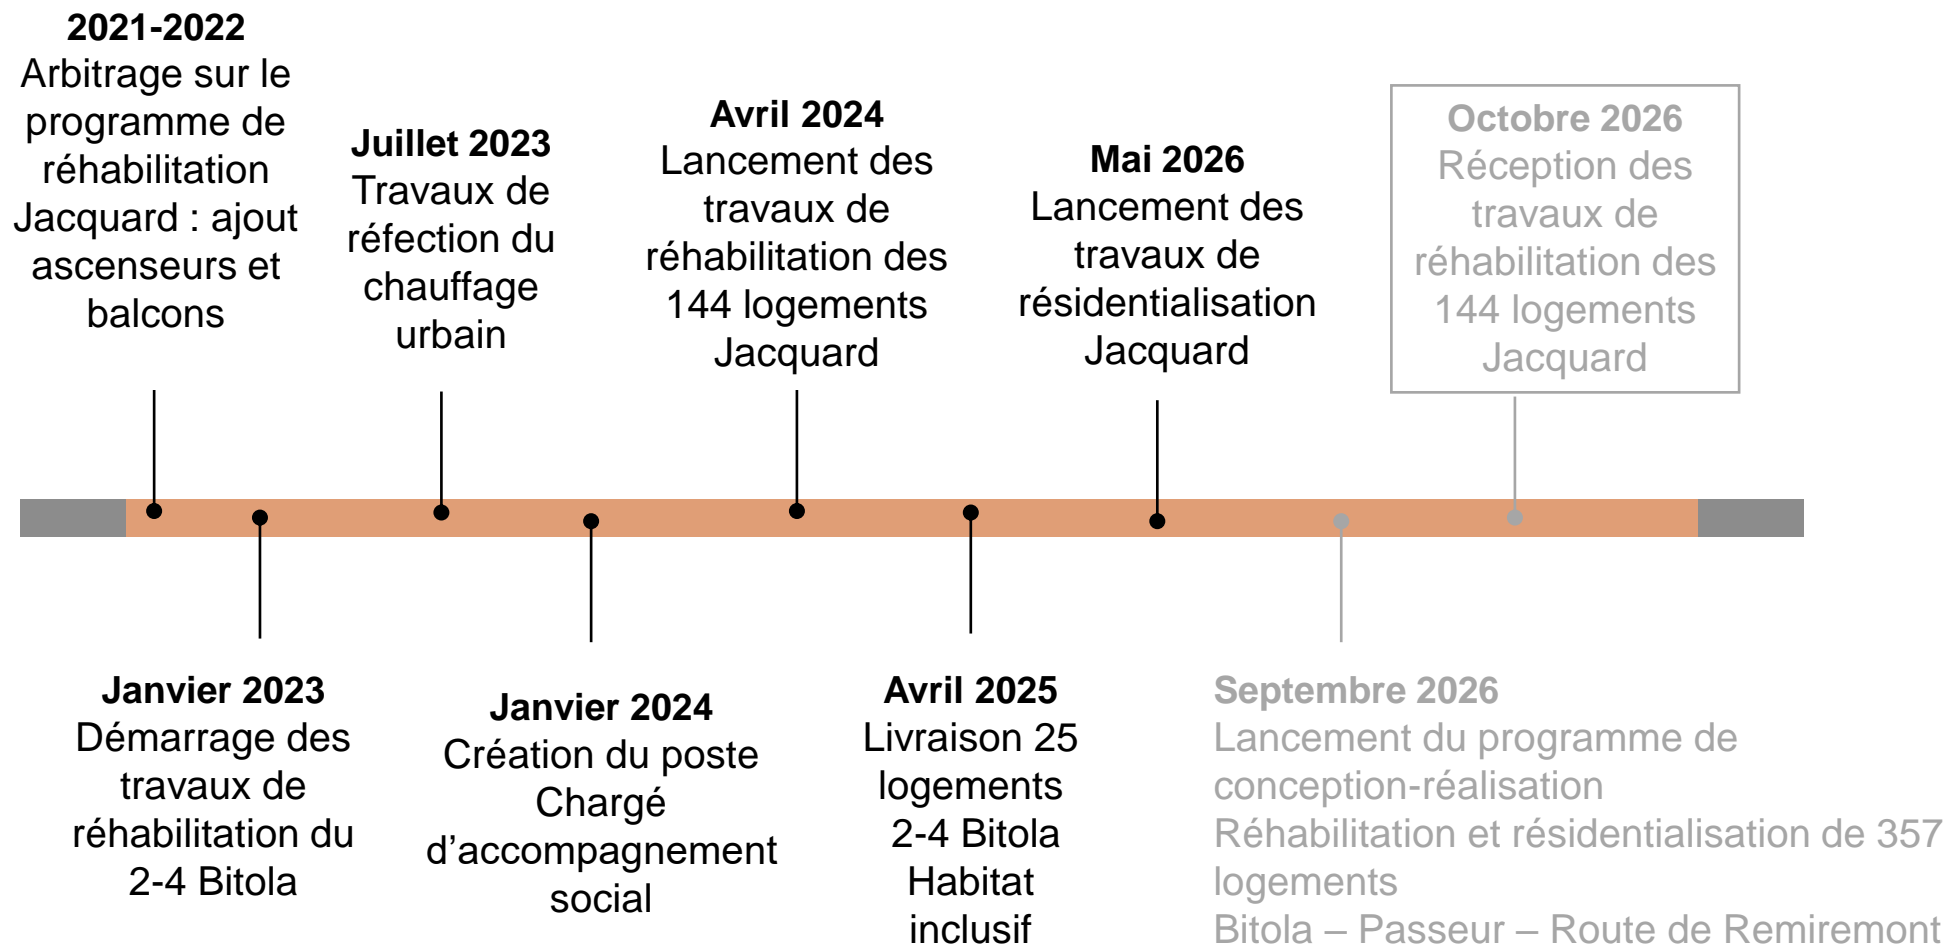 2021-2022
Arbitrage sur le
programme de
réhabilitation
Jacquard : ajout
ascenseurs et
balcons
Juillet 2023
Travaux de
réfection du
chauffage
urbain
Avril 2024
Lancement des
travaux de
réhabilitation des
144 logements
Jacquard
Mai 2026
Lancement des
travaux de
résidentialisation
Jacquard
Octobre 2026
Réception des
travaux de
réhabilitation des
144 logements
Jacquard
Janvier 2023
Démarrage des
travaux de
réhabilitation du
2-4 Bitola
Janvier 2024
Création du poste
Chargé
d’accompagnement
social
Avril 2025
Livraison 25
logements
2-4 Bitola
Habitat
inclusif
Septembre 2026
Lancement du programme de
conception-réalisation
Réhabilitation et résidentialisation de 357
logements
Bitola – Passeur – Route de Remiremont